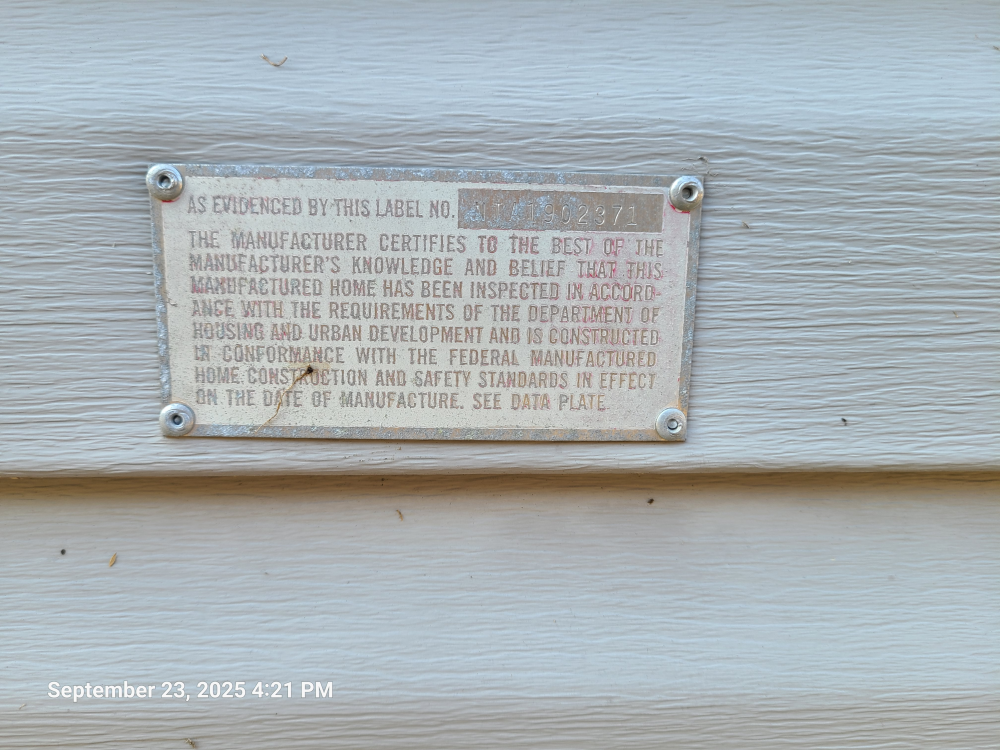 AS EVIDENCED BY THIS LABEL NO. NTA1902371
THE MANUFACTURER CERTIFIES TO THE BEST OF THE
MANUFACTURER'S KNOWLEDGE AND BELIEF THAT THIS
MANUFACTURED HOME HAS BEEN INSPECTED IN ACCORD-
ANCE WITH THE REQUIREMENTS OF THE DEPARTMENT OF
HOUSING AND URBAN DEVELOPMENT AND IS CONSTRUCTED
IN CONFORMANCE WITH THE FEDERAL MANUFACTURED
HOME CONSTRUCTION AND SAFETY STANDARDS IN EFFECT
ON THE DATE OF MANUFACTURE. SEE DATA PLATE
September 23, 2025 4:21 PM